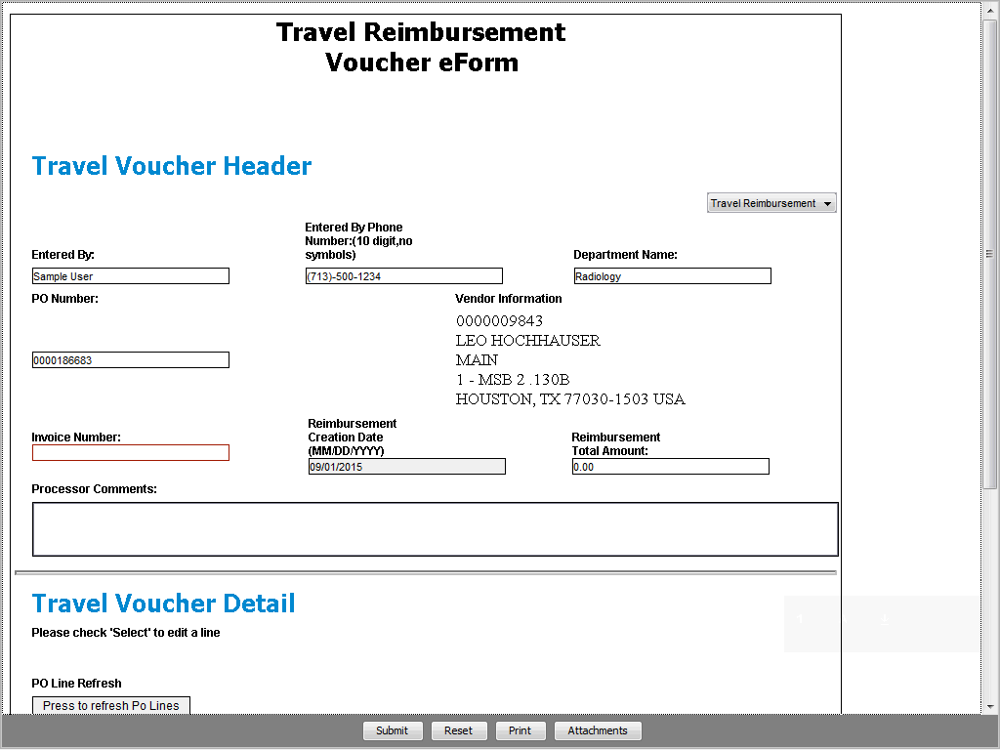 Travel Reimbursement
Voucher eForm
Travel Voucher Header
Travel Reimbursement
Entered By:
Entered By Phone
Number:(10 digit,no
symbols)
Department Name:
Sample User
(713)-500-1234
Radiology
PO Number:
Vendor Information
0000186683
0000009843
LEO HOCHHAUSER
MAIN
1 - MSB 2 .130B
HOUSTON, TX 77030-1503 USA
Invoice Number:
Reimbursement
Creation Date
(MM/DD/YYYY)
Reimbursement
Total Amount:
09/01/2015
0.00
Processor Comments:
Travel Voucher Detail
Please check 'Select' to edit a line
PO Line Refresh
Press to refresh Po Lines
Submit Reset Print Attachments